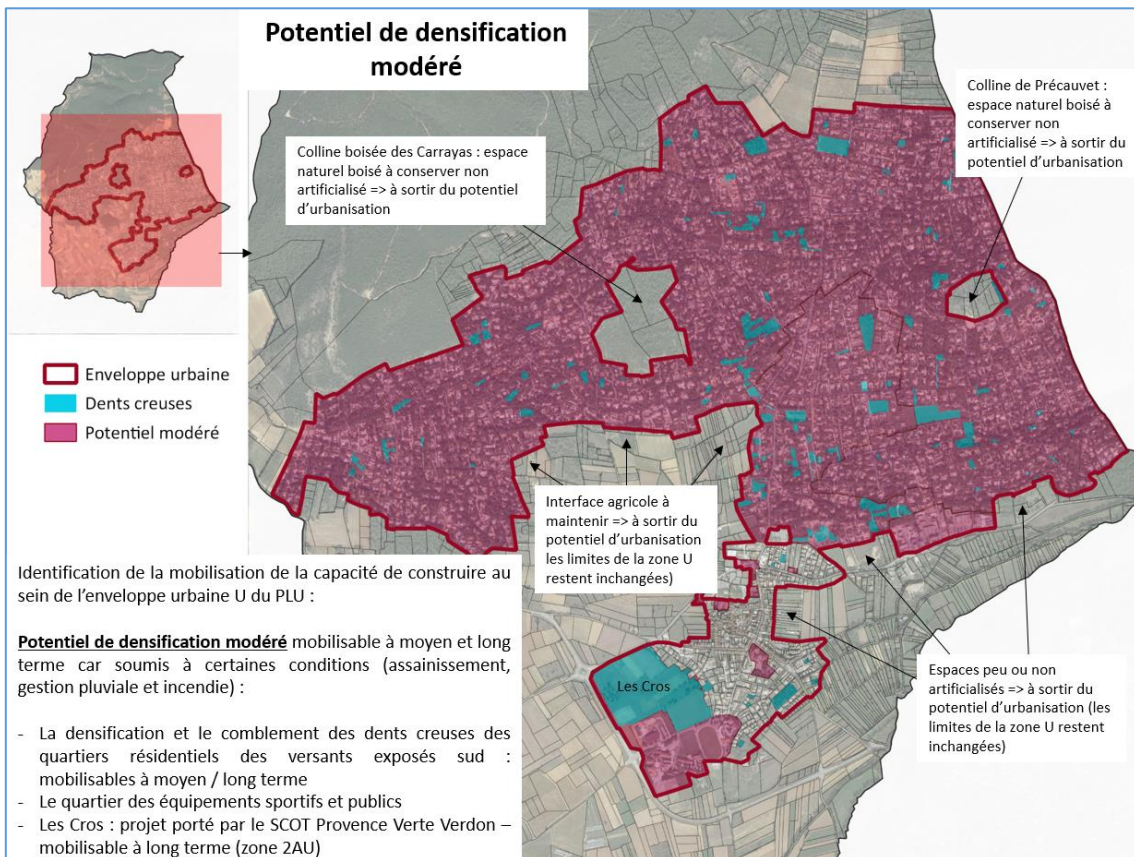 Potentiel de densification
modéré
Colline de Précauvet :
espace naturel boisé à
conserver non
artificialisé => à sortir du
potentiel d'urbanisation
Colline boisée des Carrayas : espace
naturel boisé à conserver non
artificialisé => à sortir du potentiel
d'urbanisation
Enveloppe urbaine
Dents creuses
Potentiel modéré
Interface agricole à
maintenir => à sortir du
potentiel d'urbanisation
les limites de la zone U
restent inchangées)
Identification de la mobilisation de la capacité de construire au
sein de l'enveloppe urbaine U du PLU :
Potentiel de densification modéré mobilisable à moyen et long
terme car soumis à certaines conditions (assainissement,
gestion pluviale et incendie) :
- La densification et le comblement des dents creuses des
quartiers résidentiels des versants exposés sud :
mobilisables à moyen / long terme
- Le quartier des équipements sportifs et publics
- Les Cros : projet porté par le SCOT Provence Verte Verdon –
mobilisable à long terme (zone 2AU)
Les Cros
Espaces peu ou non
artificialisés => à sortir du
potentiel d'urbanisation (les
limites de la zone U restent
inchangées)